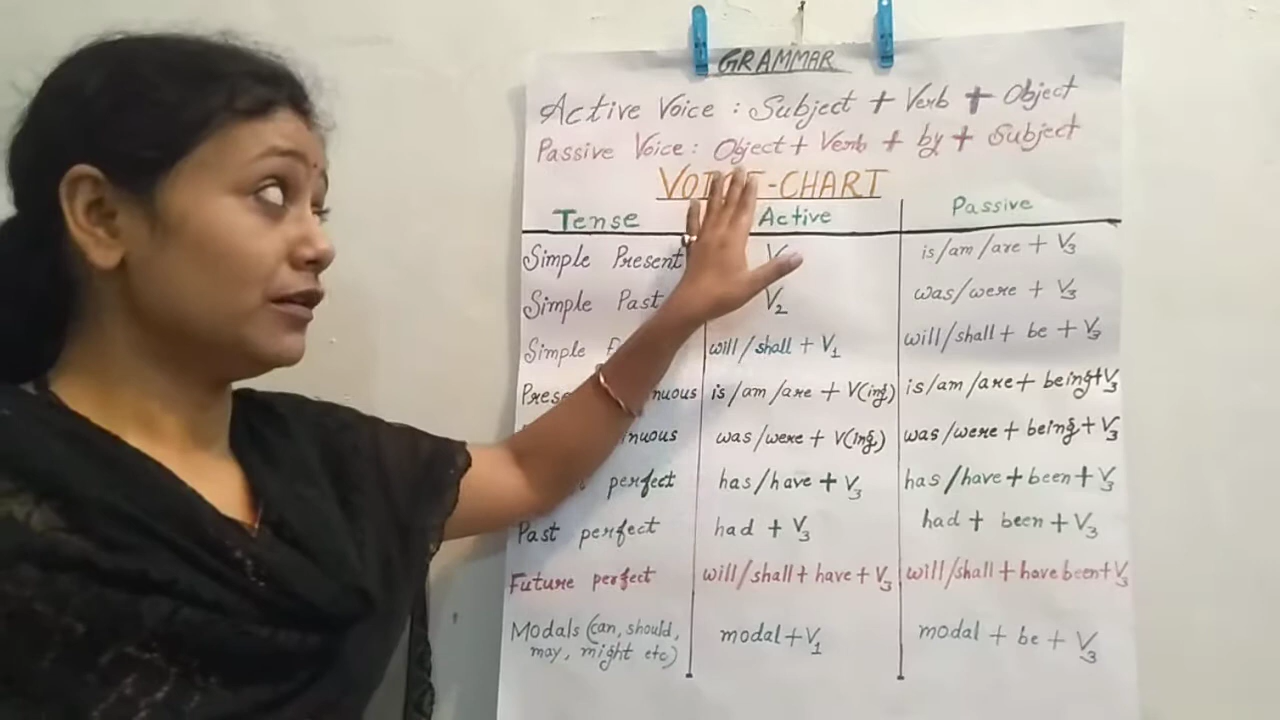 GRAMMAR
Active Voice : Subject + Verb + Object
Passive Voice : Object + Verb + by + Subject
VOICE-CHART
Tense Active Passive
Simple Present is/am/are + V3
Simple Past V2 was/were + V3
Simple will/shall + V1 will/shall + be + V3
is/am/are + V(ing) is/am/are + being+V3
was/were + V(ing) was/were + being+V3
perfect has/have + V3 has/have + been + V3
Past perfect had + V3 had + been + V3
Future perfect will/shall + have + V3 will/shall + have been + V3
Modals (can, should, may, might etc) modal + V1 modal + be + V3